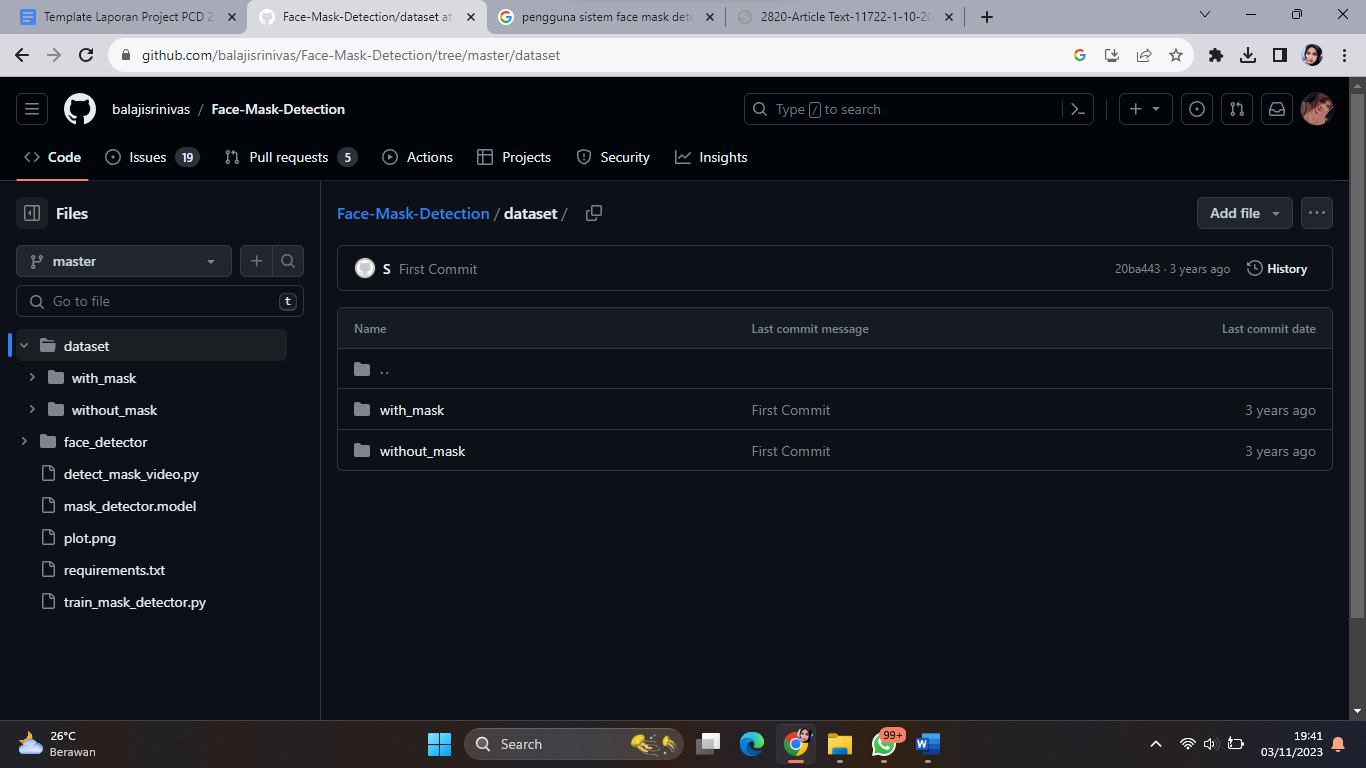 Template Laporan Project PCD 2
Face-Mask-Detection/dataset at
pengguna sistem face mask det
2820-Article Text-11722-1-10-20
github.com/balajisrinivas/Face-Mask-Detection/tree/master/dataset
balajisrinivas / Face-Mask-Detection
Type / to search
Code
Issues 19
Pull requests 5
Actions
Projects
Security
Insights
Files
Face-Mask-Detection / dataset /
Add file
master
S First Commit
20ba443 · 3 years ago
History
Go to file
t
Name
Last commit message
Last commit date
dataset
with_mask
without_mask
face_detector
detect_mask_video.py
mask_detector.model
plot.png
requirements.txt
train_mask_detector.py
..
with_mask
First Commit
3 years ago
without_mask
First Commit
3 years ago
26°C
Berawan
Search
99+
19:41
03/11/2023